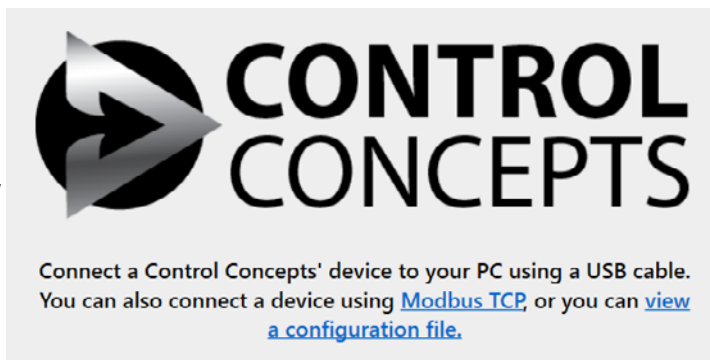 CONTROL
CONCEPTS
Connect a Control Concepts' device to your PC using a USB cable.
You can also connect a device using Modbus TCP, or you can view
a configuration file.